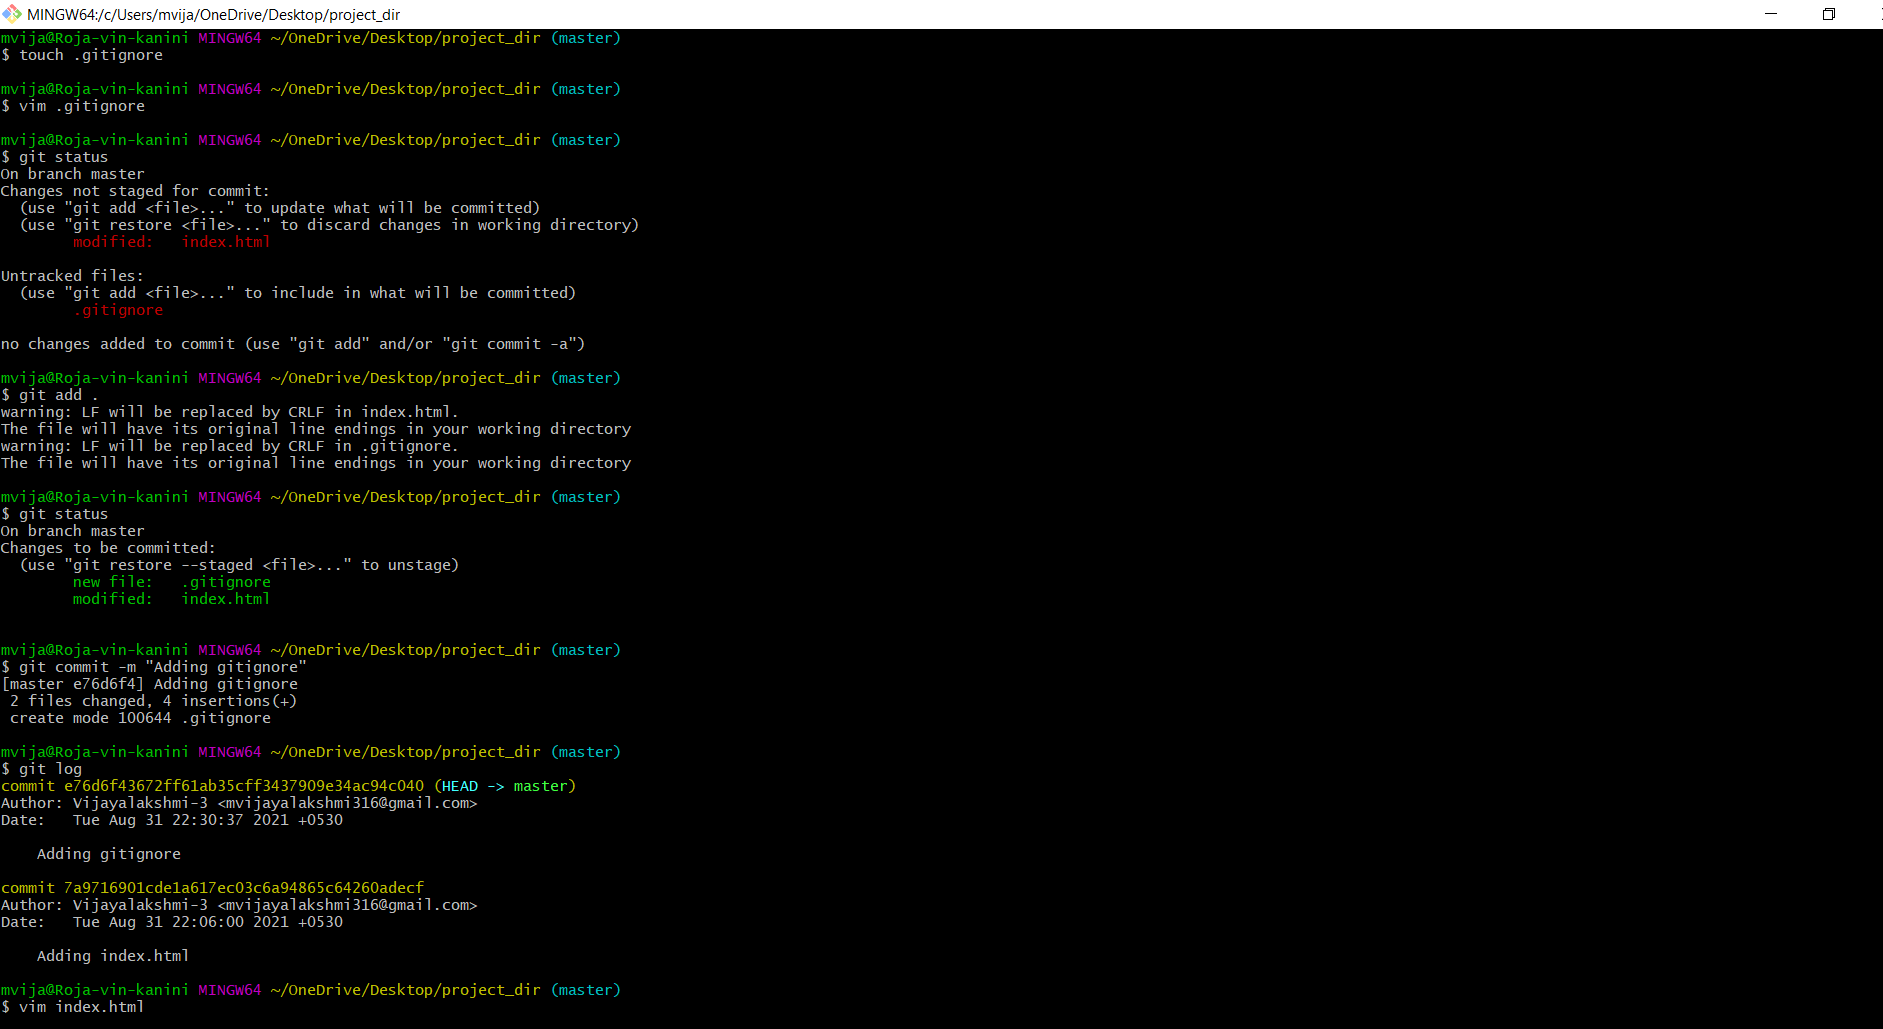 MINGW64:/c/Users/mvija/OneDrive/Desktop/project_dir
mvija@Roja-vin-kanini MINGW64 ~/OneDrive/Desktop/project_dir (master)
$ touch .gitignore
mvija@Roja-vin-kanini MINGW64 ~/OneDrive/Desktop/project_dir (master)
$ vim .gitignore
mvija@Roja-vin-kanini MINGW64 ~/OneDrive/Desktop/project_dir (master)
$ git status
On branch master
Changes not staged for commit:
  (use "git add <file>..." to update what will be committed)
  (use "git restore <file>..." to discard changes in working directory)
        modified:   index.html
Untracked files:
  (use "git add <file>..." to include in what will be committed)
        .gitignore
no changes added to commit (use "git add" and/or "git commit -a")
mvija@Roja-vin-kanini MINGW64 ~/OneDrive/Desktop/project_dir (master)
$ git add .
warning: LF will be replaced by CRLF in index.html.
The file will have its original line endings in your working directory
warning: LF will be replaced by CRLF in .gitignore.
The file will have its original line endings in your working directory
mvija@Roja-vin-kanini MINGW64 ~/OneDrive/Desktop/project_dir (master)
$ git status
On branch master
Changes to be committed:
  (use "git restore --staged <file>..." to unstage)
        new file:   .gitignore
        modified:   index.html
mvija@Roja-vin-kanini MINGW64 ~/OneDrive/Desktop/project_dir (master)
$ git commit -m "Adding gitignore"
[master e76d6f4] Adding gitignore
 2 files changed, 4 insertions(+)
 create mode 100644 .gitignore
mvija@Roja-vin-kanini MINGW64 ~/OneDrive/Desktop/project_dir (master)
$ git log
commit e76d6f43672ff61ab35cff3437909e34ac94c040 (HEAD -> master)
Author: Vijayalakshmi-3 <mvijayalakshmi316@gmail.com>
Date:   Tue Aug 31 22:30:37 2021 +0530
    Adding gitignore
commit 7a9716901cde1a617ec03c6a94865c64260adecf
Author: Vijayalakshmi-3 <mvijayalakshmi316@gmail.com>
Date:   Tue Aug 31 22:06:00 2021 +0530
    Adding index.html
mvija@Roja-vin-kanini MINGW64 ~/OneDrive/Desktop/project_dir (master)
$ vim index.html